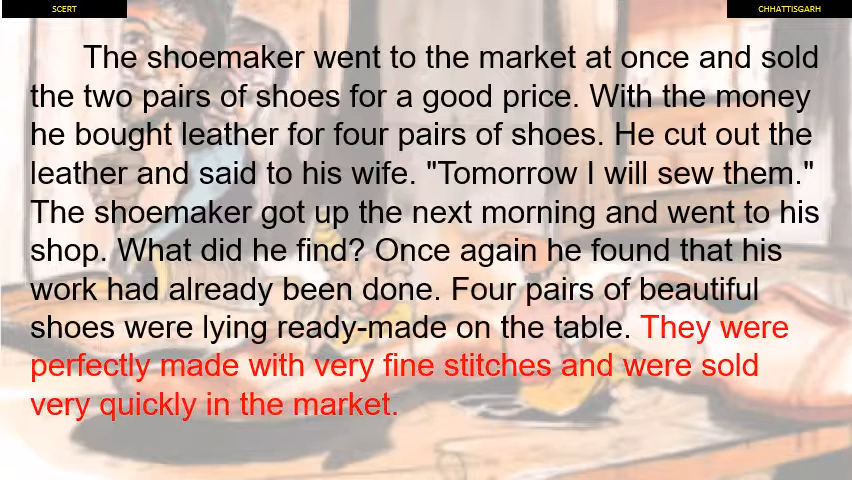 SCERT
CHHATTISGARH
The shoemaker went to the market at once and sold
the two pairs of shoes for a good price. With the money
he bought leather for four pairs of shoes. He cut out the
leather and said to his wife. "Tomorrow I will sew them."
The shoemaker got up the next morning and went to his
shop. What did he find? Once again he found that his
work had already been done. Four pairs of beautiful
shoes were lying ready-made on the table. They were
perfectly made with very fine stitches and were sold
very quickly in the market.